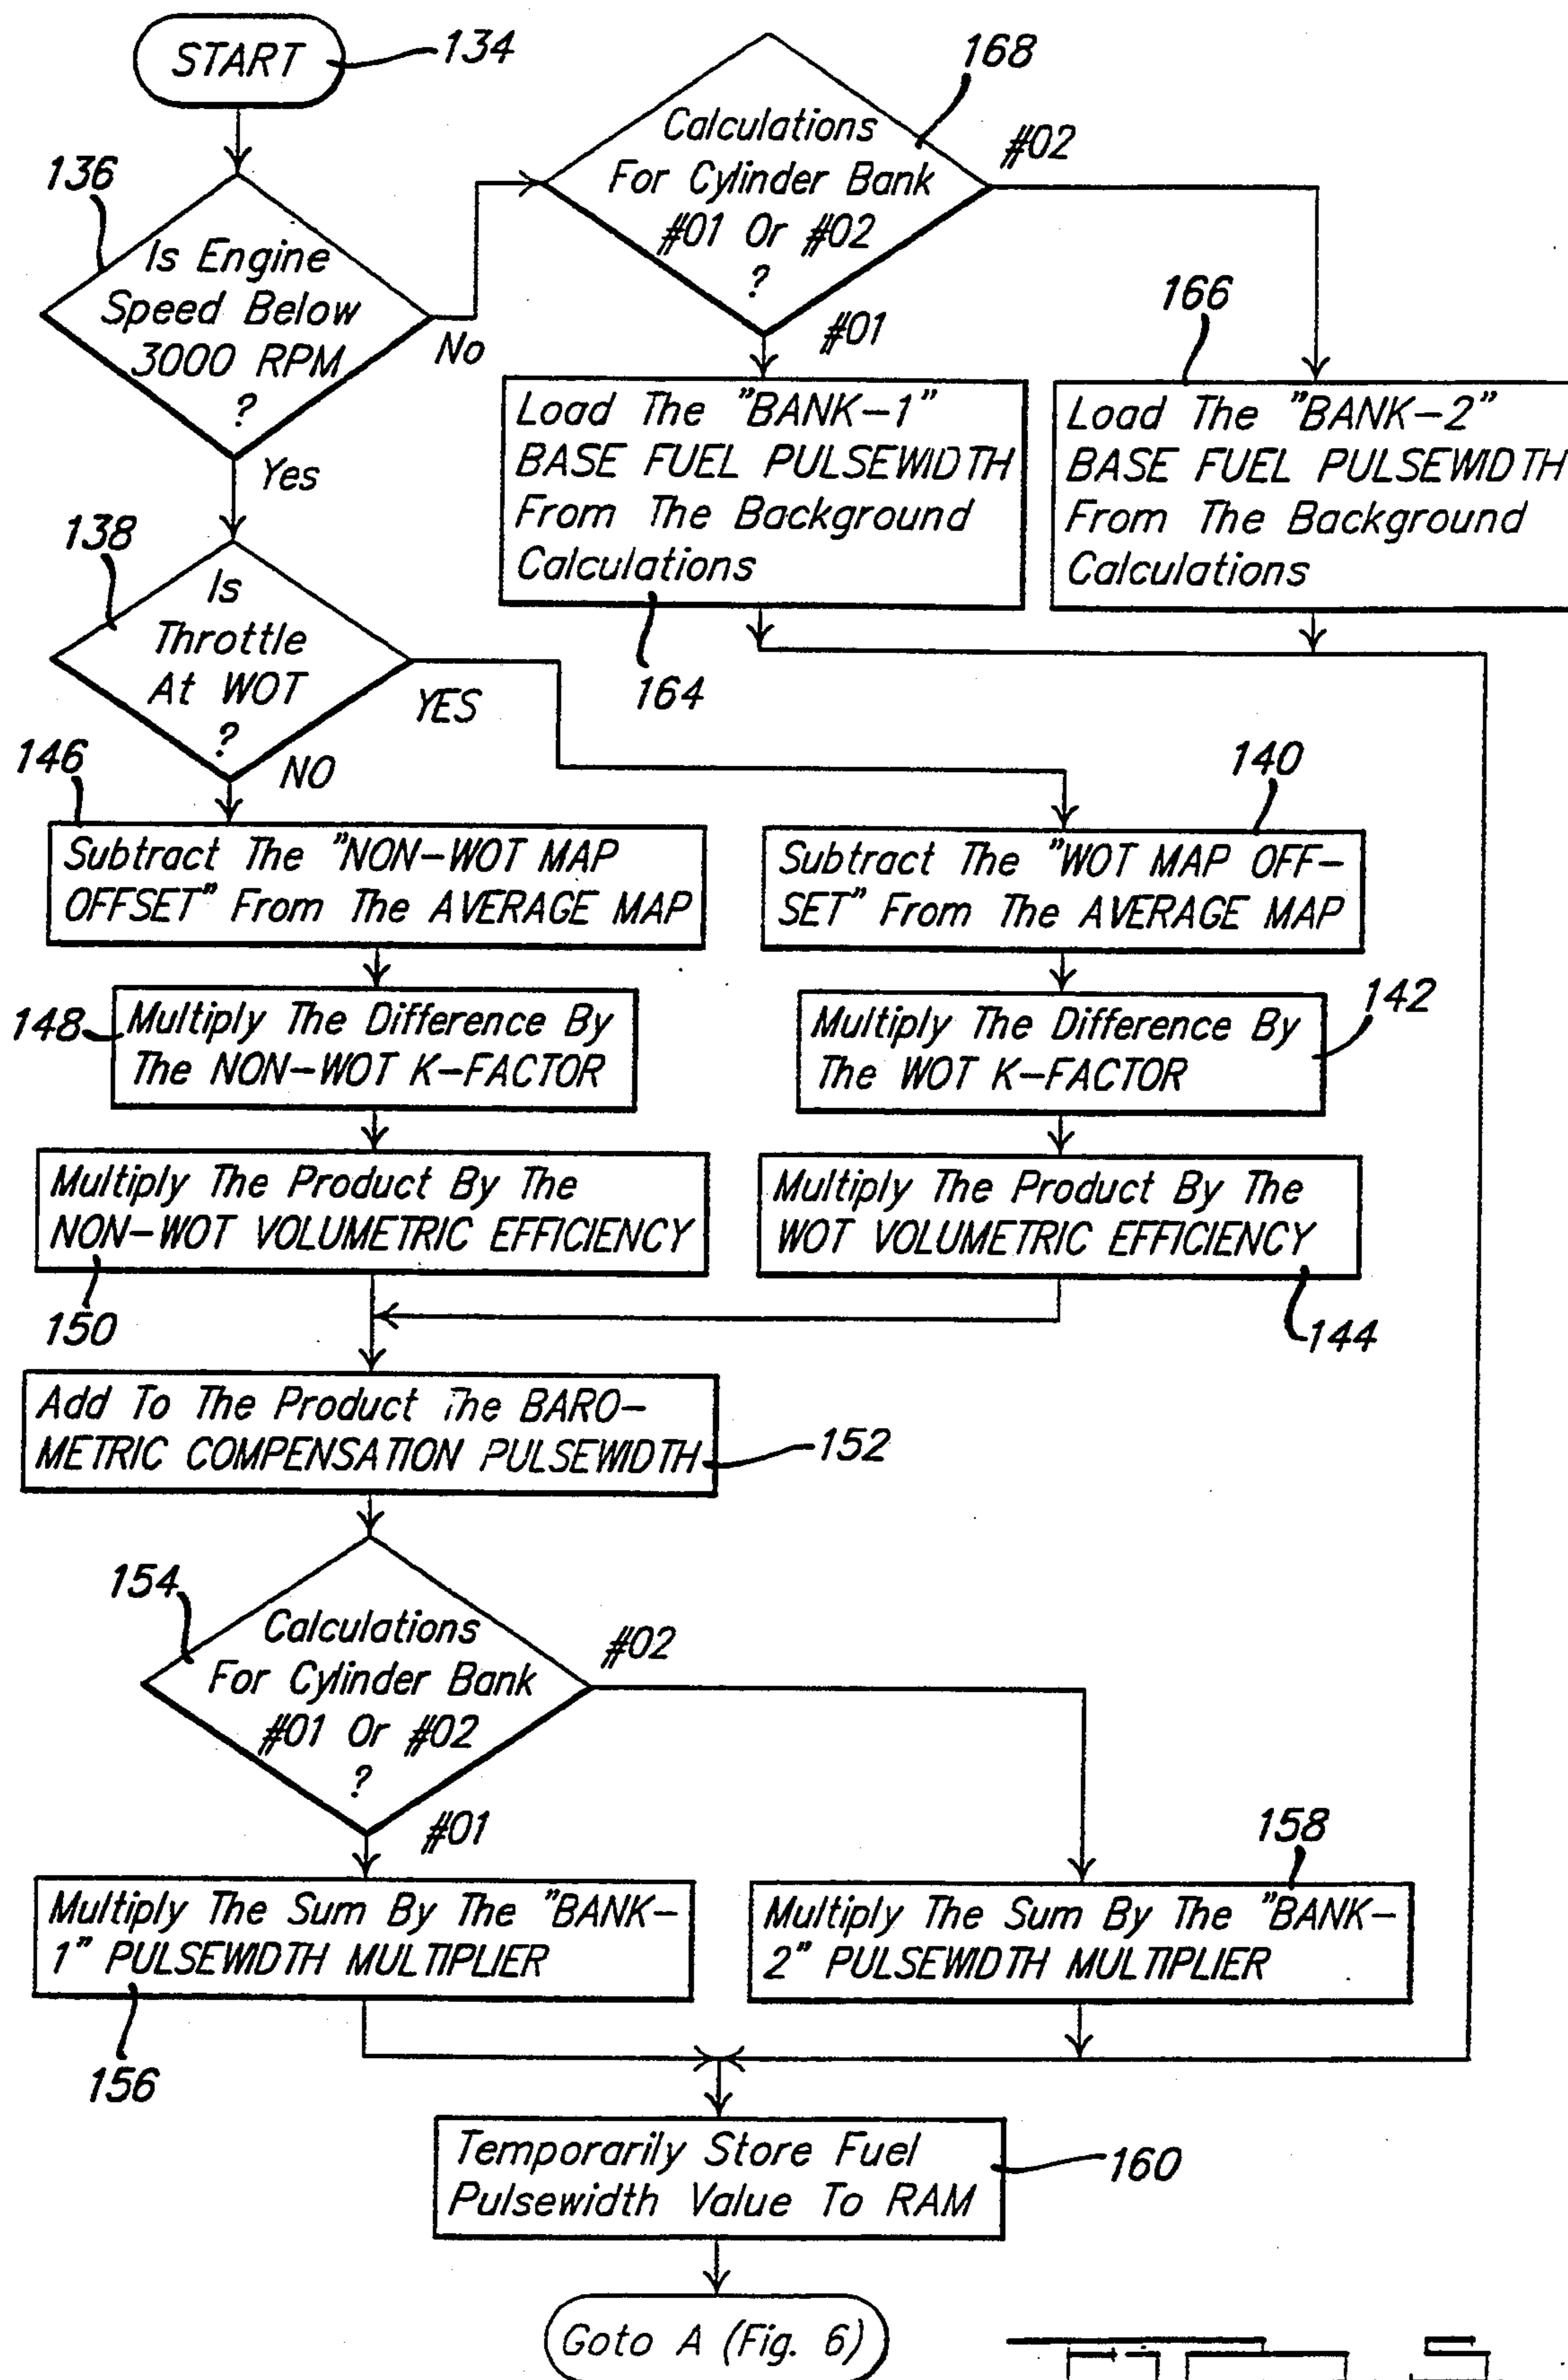 START
134
168
Calculations
For Cylinder Bank
#01 Or #02
?
#02
#01
136
Is Engine
Speed Below
3000 RPM
?
No
Yes
166
Load The "BANK-1"
BASE FUEL PULSEWIDTH
From The Background
Calculations
164
Load The "BANK-2"
BASE FUEL PULSEWIDTH
From The Background
Calculations
138
Is
Throttle
At WOT
?
YES
NO
146
Subtract The "NON-WOT MAP
OFFSET" From The AVERAGE MAP
140
Subtract The "WOT MAP OFF-
SET" From The AVERAGE MAP
148
Multiply The Difference By
The NON-WOT K-FACTOR
142
Multiply The Difference By
The WOT K-FACTOR
Multiply The Product By The
NON-WOT VOLUMETRIC EFFICIENCY
150
Multiply The Product By The
WOT VOLUMETRIC EFFICIENCY
144
Add To The Product The BARO-
METRIC COMPENSATION PULSEWIDTH
152
154
Calculations
For Cylinder Bank
#01 Or #02
?
#02
#01
Multiply The Sum By The "BANK-
1" PULSEWIDTH MULTIPLIER
156
158
Multiply The Sum By The "BANK-
2" PULSEWIDTH MULTIPLIER
Temporarily Store Fuel
Pulsewidth Value To RAM
160
Goto A (Fig. 6)